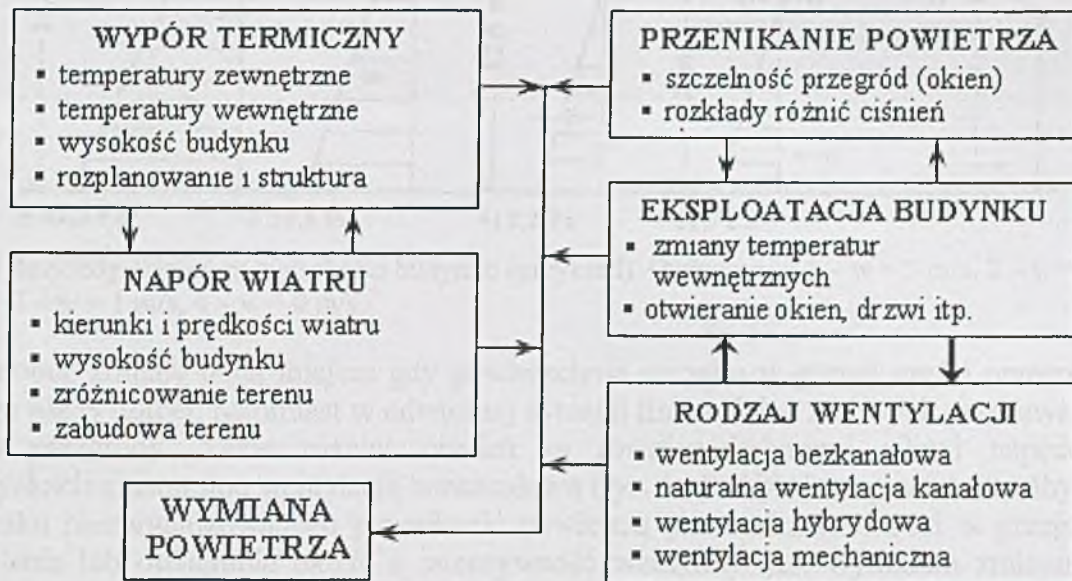 WYPÓR TERMICZNY
▪ temperatury zewnętrzne
▪ temperatury wewnętrzne
▪ wysokość budynku
▪ rozplanowanie i struktura
NAPÓR WIATRU
▪ kierunki i prędkości wiatru
▪ wysokość budynku
▪ zróżnicowanie terenu
▪ zabudowa terenu
WYMIANA
POWIETRZA
PRZENIKANIE POWIETRZA
▪ szczelność przegród (okien)
▪ rozkłady różnić ciśnień
EKSPLOATACJA BUDYNKU
▪ zmiany temperatur
wewnętrznych
▪ otwieranie okien, drzwi itp.
RODZAJ WENTYLACJI
▪ wentylacja bezkanałowa
▪ naturalna wentylacja kanałowa
▪ wentylacja hybrydowa
▪ wentylacja mechaniczna